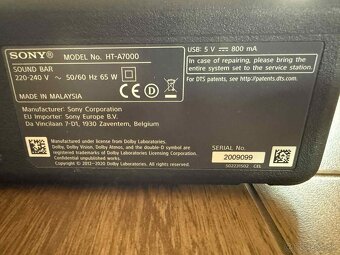 SONY MODEL No. HT-A7000
SOUND BAR
220-240 V ~ 50/60 Hz 65 W
MADE IN MALAYSIA
CE
Manufacturer: Sony Corporation
EU Importer: Sony Europe B.V.
Da Vincilaan 7-D1, 1930 Zaventem, Belgium
Manufactured under license from Dolby Laboratories.
Dolby, Dolby Vision, Dolby Atmos, and the double-D symbol are
trademarks of Dolby Laboratories Licensing Corporation.
Confidential unpublished works.
Copyright © 2012-2020 Dolby Laboratories.
All rights reserved.
USB: 5 V ⎓ 800 mA
In case of repairing, please bring the
entire system set to the service station.
For DTS patents, see http://patents.dts.com.
SERIAL No.
2009099
502221502 CEL